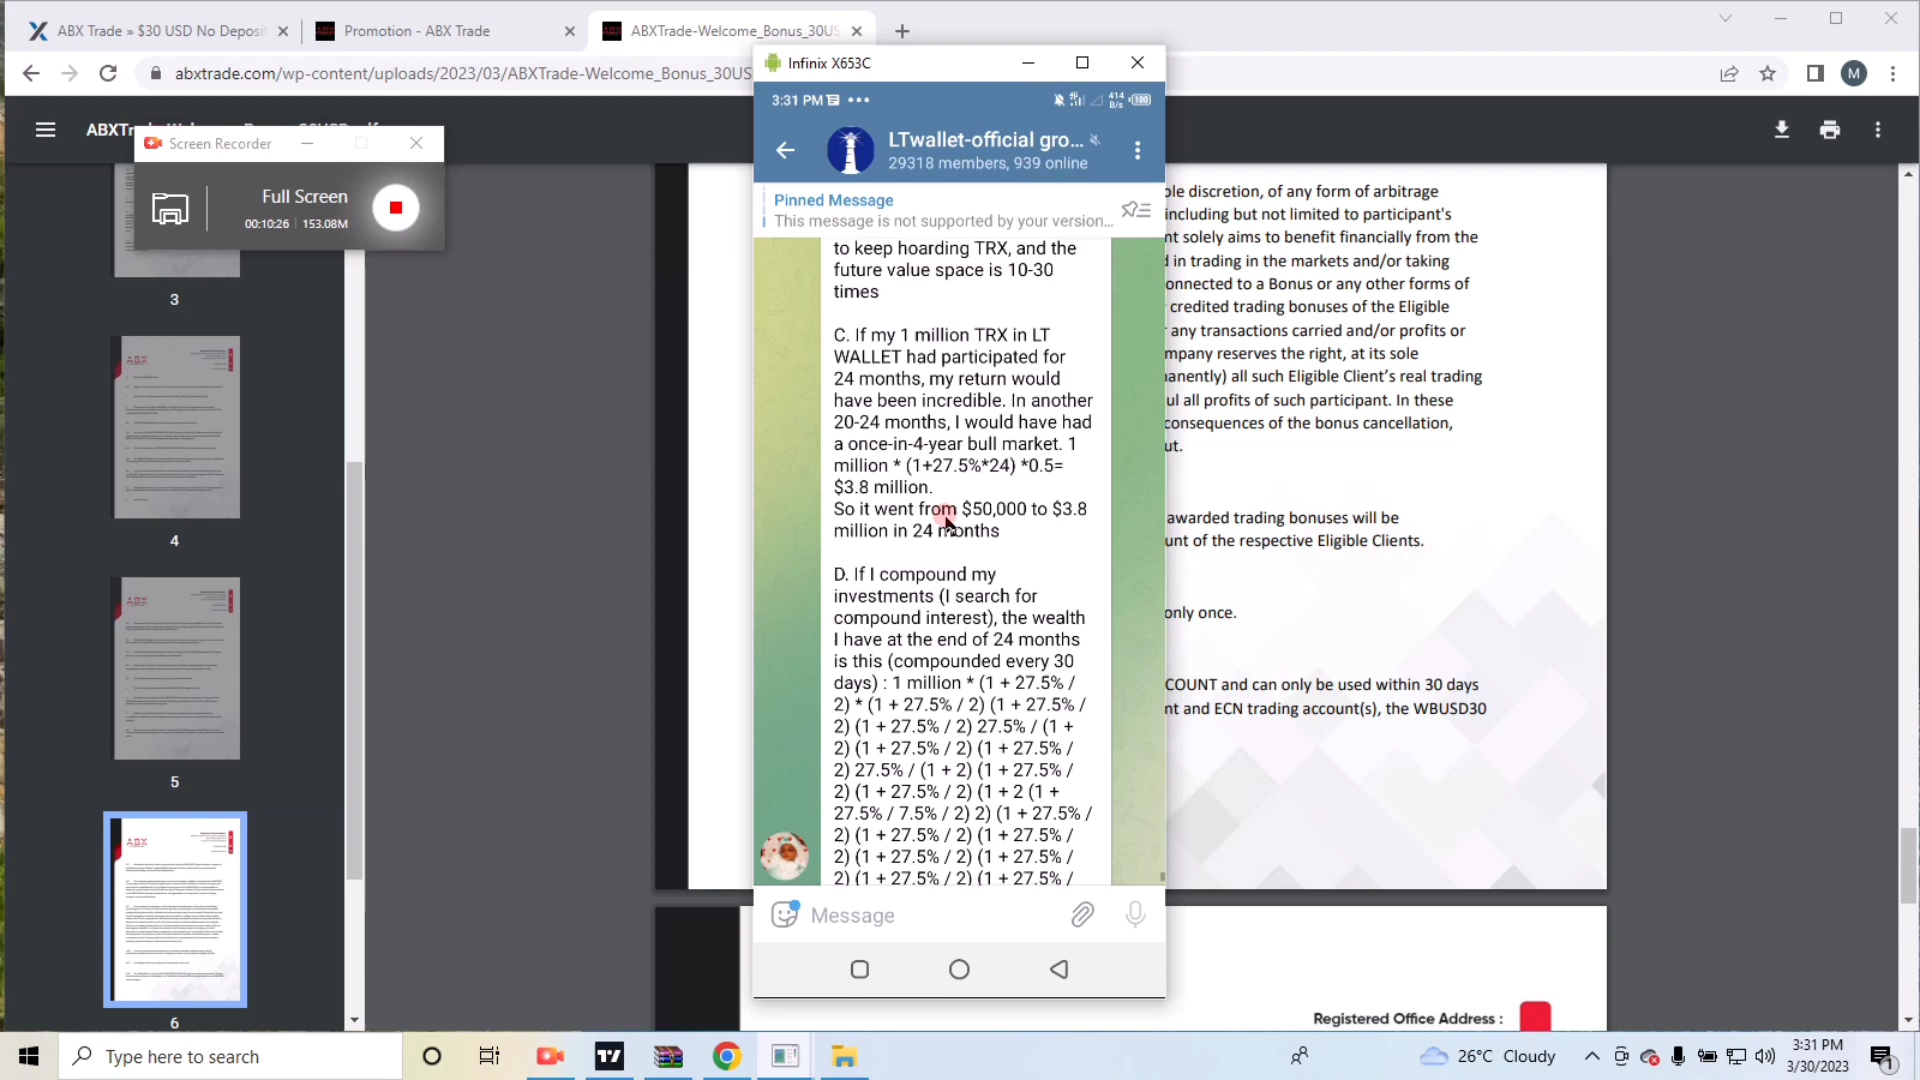 ABX Trade » $30 USD No Deposit
Promotion - ABX Trade
ABXTrade-Welcome_Bonus_30US
abxtrade.com/wp-content/uploads/2023/03/ABXTrade-Welcome_Bonus_30US
M
Infinix X653C
3:31 PM
414
B/s
100
LTwallet-official gro...
29318 members, 939 online
Pinned Message
This message is not supported by your version...
to keep hoarding TRX, and the
future value space is 10-30
times
C. If my 1 million TRX in LT
WALLET had participated for
24 months, my return would
have been incredible. In another
20-24 months, I would have had
a once-in-4-year bull market. 1
million * (1+27.5%*24) *0.5=
$3.8 million.
So it went from $50,000 to $3.8
million in 24 months
D. If I compound my
investments (I search for
compound interest), the wealth
I have at the end of 24 months
is this (compounded every 30
days) : 1 million * (1 + 27.5% /
2) * (1 + 27.5% / 2) (1 + 27.5% /
2) (1 + 27.5% / 2) 27.5% / (1 +
2) (1 + 27.5% / 2) (1 + 27.5% /
2) 27.5% / (1 + 2) (1 + 27.5% /
2) (1 + 27.5% / 2) (1 + 2 (1 +
27.5% / 7.5% / 2) 2) (1 + 27.5% /
2) (1 + 27.5% / 2) (1 + 27.5% /
2) (1 + 27.5% / 2) (1 + 27.5% /
2) (1 + 27.5% / 2) (1 + 27.5% /
Message
Screen Recorder
Full Screen
00:10:26 153.08M
3
4
5
6
ole discretion, of any form of arbitrage
including but not limited to participant's
nt solely aims to benefit financially from the
d in trading in the markets and/or taking
onnected to a Bonus or any other forms of
credited trading bonuses of the Eligible
any transactions carried and/or profits or
mpany reserves the right, at its sole
anently) all such Eligible Client's real trading
ul all profits of such participant. In these
consequences of the bonus cancellation,
ut.
awarded trading bonuses will be
unt of the respective Eligible Clients.
only once.
COUNT and can only be used within 30 days
nt and ECN trading account(s), the WBUSD30
Registered Office Address :
Type here to search
26°C Cloudy
3:31 PM
3/30/2023
1